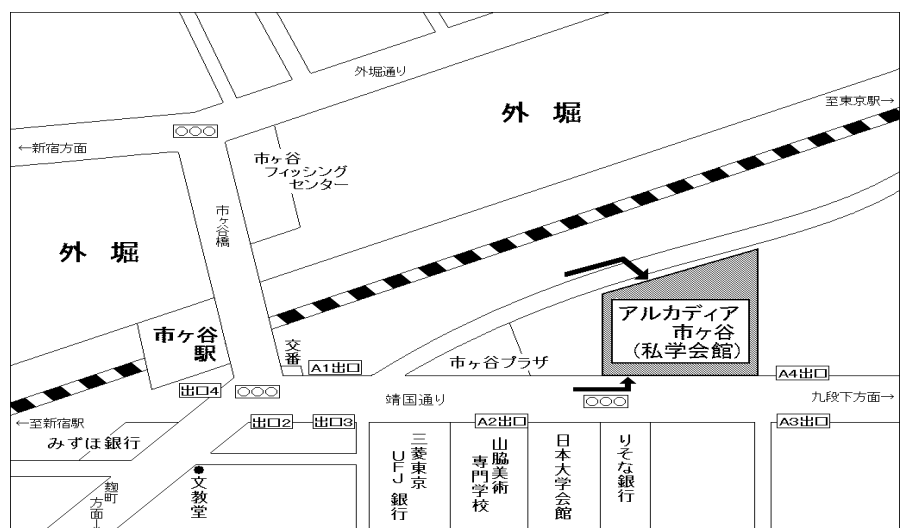 外堀通り
外 堀
至東京駅→
←新宿方面
市ヶ谷
フィッシング
センター
市ヶ谷橋
外 堀
アルカディア
市ヶ谷
(私学会館)
市ヶ谷
駅
交番
A1出口
市ヶ谷プラザ
A4出口
出口4
靖国通り
九段下方面→
←至新宿駅
出口2
出口3
A2出口
A3出口
みずほ銀行
文教堂
三菱東京
UFJ銀行
山脇美術
専門学校
日本大学会館
りそな銀行
麹町
方面→